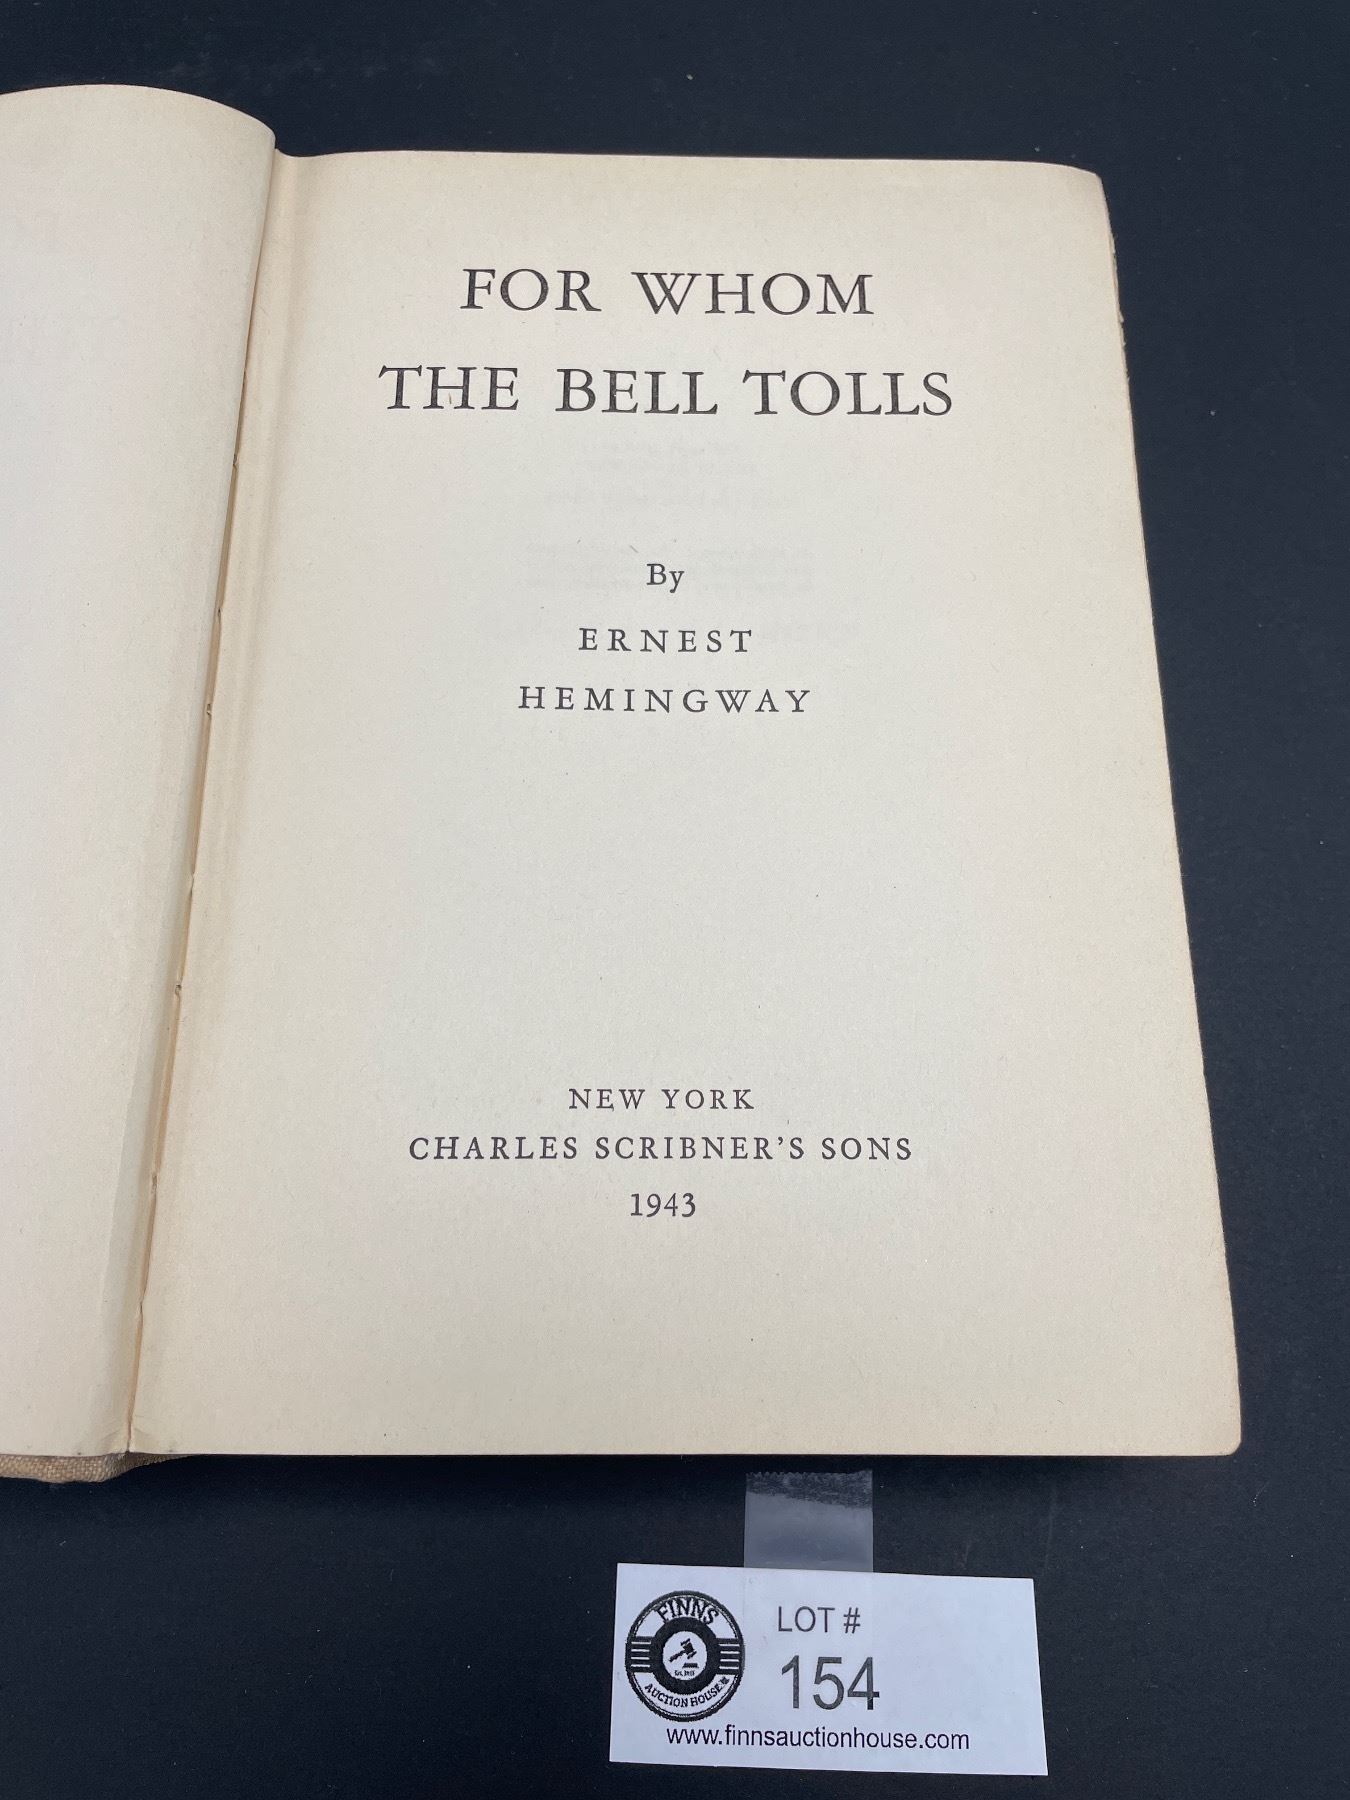 FOR WHOM
THE BELL TOLLS
By
ERNEST
HEMINGWAY
NEW YORK
CHARLES SCRIBNER'S SONS
1943
FINNS
AUCTION HOUSE
LOT #
154
www.finnsauctionhouse.com